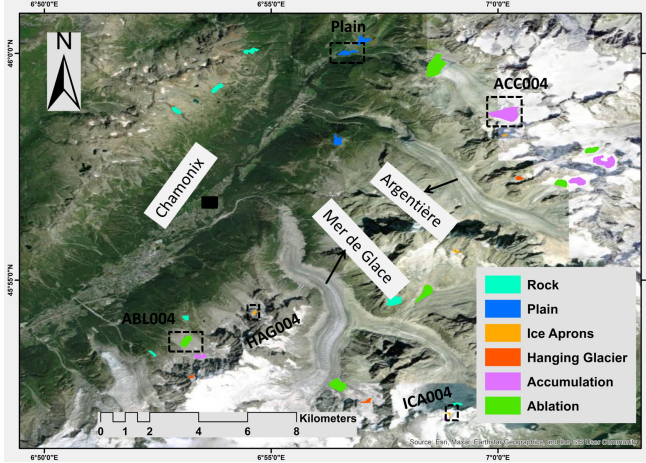 6°50'0"E
6°55'0"E
7°0'0"E
46°0'0"N
45°55'0"N
N
Plain
ACC004
Chamonix
Argentière
Mer de Glace
ABL004
HAG004
ICA004
Rock
Plain
Ice Aprons
Hanging Glacier
Accumulation
Ablation
Kilometers
0 1 2 4 6 8
Source: Esri, Maxar, Earthstar Geographics, and the GIS User Community
6°50'0"E
6°55'0"E
7°0'0"E